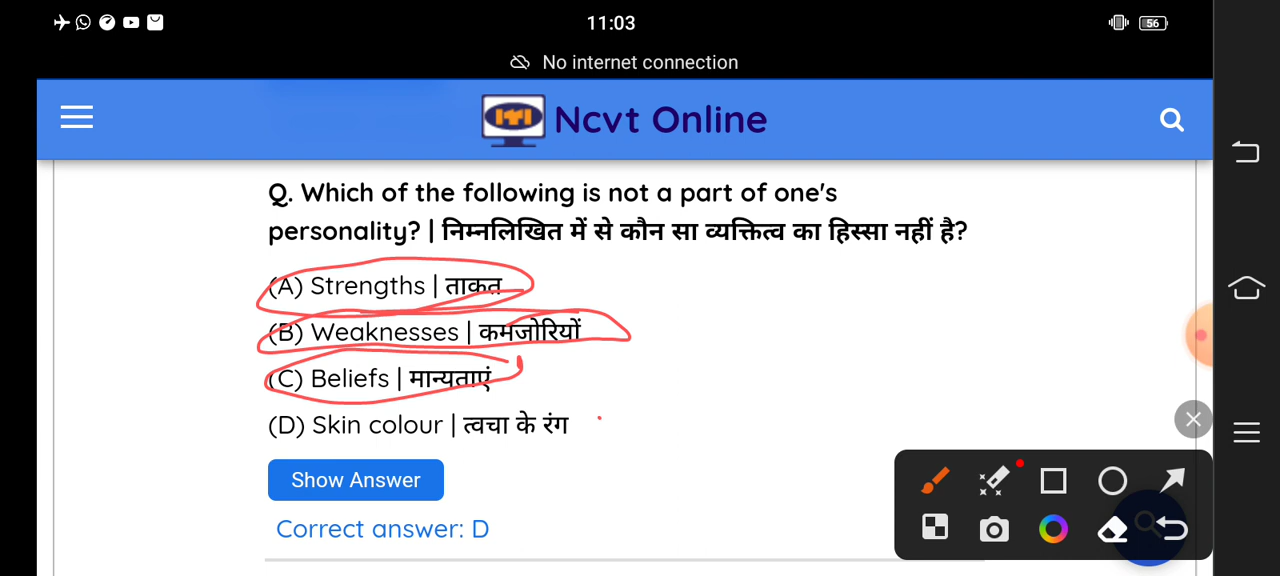 11:03
56
No internet connection
ITI Ncvt Online
Q. Which of the following is not a part of one's
personality? | निम्नलिखित में से कौन सा व्यक्तित्व का हिस्सा नहीं है?
(A) Strengths | ताकत
(B) Weaknesses | कमजोरियों
(C) Beliefs | मान्यताएं
(D) Skin colour | त्वचा के रंग
Show Answer
Correct answer: D